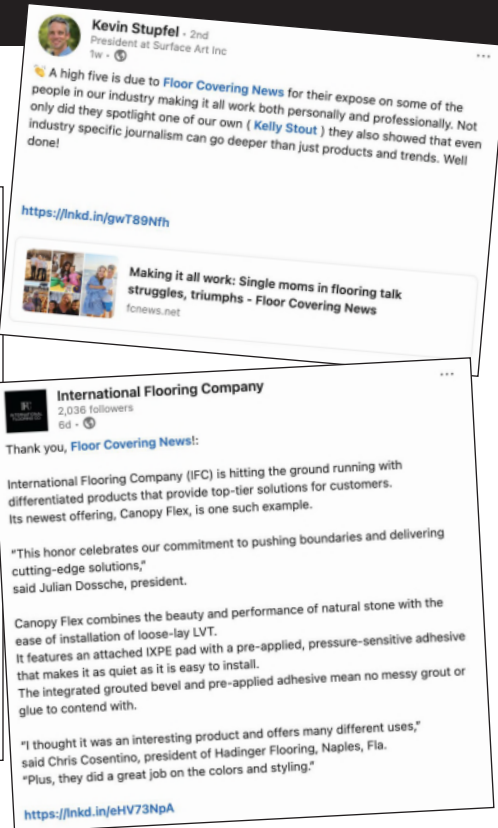 Kevin Stupfel • 2nd
President at Surface Art Inc
1w •
...
👋 A high five is due to Floor Covering News for their expose on some of the
people in our industry making it all work both personally and professionally. Not
only did they spotlight one of our own ( Kelly Stout ) they also showed that even
industry specific journalism can go deeper than just products and trends. Well
done!
https://lnkd.in/gwT89Nfh
Making it all work: Single moms in flooring talk
struggles, triumphs - Floor Covering News
fcnews.net
International Flooring Company
2,036 followers
6d •
...
Thank you, Floor Covering News!:
International Flooring Company (IFC) is hitting the ground running with
differentiated products that provide top-tier solutions for customers.
Its newest offering, Canopy Flex, is one such example.
"This honor celebrates our commitment to pushing boundaries and delivering
cutting-edge solutions,"
said Julian Dossche, president.
Canopy Flex combines the beauty and performance of natural stone with the
ease of installation of loose-lay LVT.
It features an attached IXPE pad with a pre-applied, pressure-sensitive adhesive
that makes it as quiet as it is easy to install.
The integrated grouted bevel and pre-applied adhesive mean no messy grout or
glue to contend with.
"I thought it was an interesting product and offers many different uses,"
said Chris Cosentino, president of Hadinger Flooring, Naples, Fla.
"Plus, they did a great job on the colors and styling."
https://lnkd.in/eHV73NpA